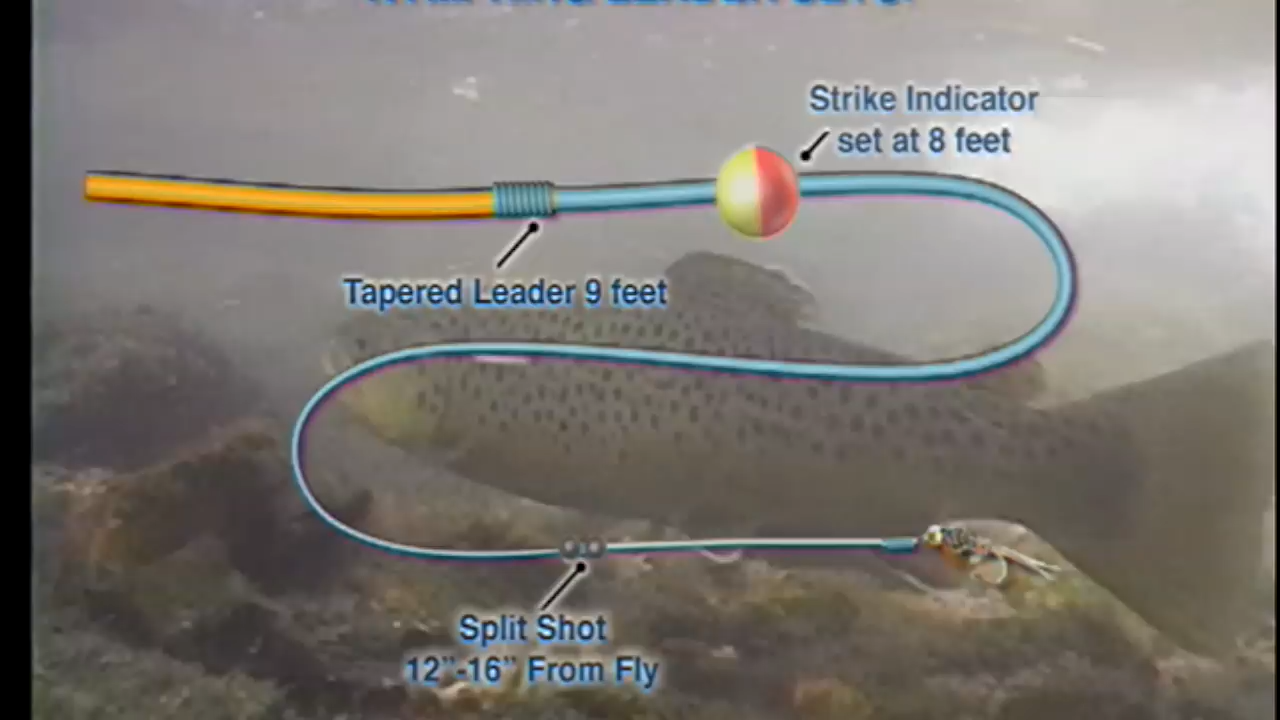 Strike Indicator
set at 8 feet
Tapered Leader 9 feet
Split Shot
12”-16” From Fly